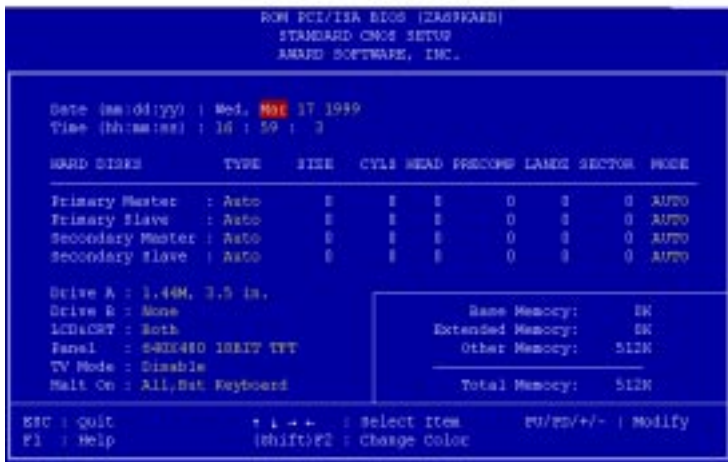 ROM PCI/ISA BIOS
STANDARD CMOS SETUP
AWARD SOFTWARE, INC.
Date (mm:dd:yy) : Wed, Mar 17 1999
Time (hh:mm:ss) : 16 : 59 : 3
HARD DISKS TYPE SIZE CYLS HEAD PRECOMP LANDZ SECTOR MODE
Primary Master : Auto 0 0 0 0 0 0 AUTO
Primary Slave : Auto 0 0 0 0 0 0 AUTO
Secondary Master : Auto 0 0 0 0 0 0 AUTO
Secondary Slave : Auto 0 0 0 0 0 0 AUTO
Drive A : 1.44M, 3.5 in.
Drive B : None
LCD&CRT : Both
Panel : 640X480 18BIT TFT
TV Mode : Disable
Halt On : All,But Keyboard
Base Memory: 0K
Extended Memory: 0K
Other Memory: 512K
Total Memory: 512K
ESC : Quit ↑ ↓ → ← : Select Item PU/PD/+/- : Modify
F1 : Help (Shift)F2 : Change Color